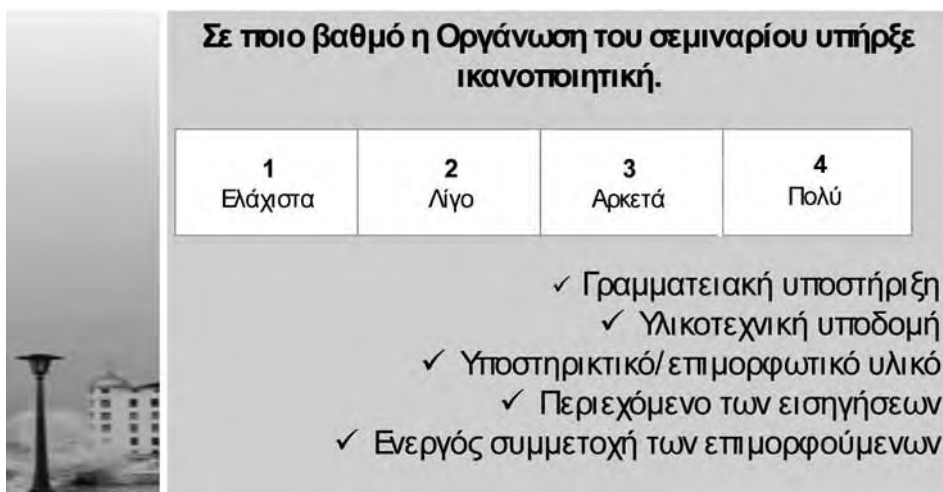 Σε ποιο βαθμό η Οργάνωση του σεμιναρίου υπήρξε
ικανοποιητική.
1 2 3 4
Ελάχιστα Λίγο Αρκετά Πολύ
✓ Γραμματειακή υποστήριξη
✓ Υλικοτεχνική υποδομή
✓ Υποστηρικτικό/επιμορφωτικό υλικό
✓ Περιεχόμενο των εισηγήσεων
✓ Ενεργός συμμετοχή των επιμορφούμενων